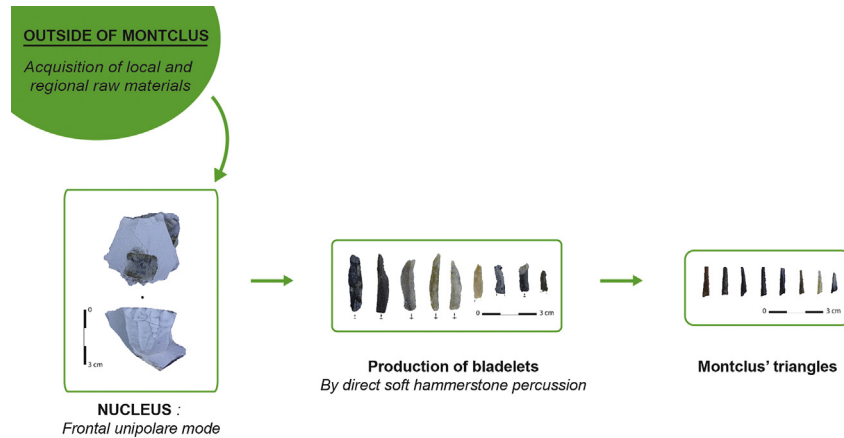 OUTSIDE OF MONTCLUS
Acquisition of local and
regional raw materials
0
3 cm
NUCLEUS :
Frontal unipolare mode
0 3 cm
Production of bladelets
By direct soft hammerstone percussion
0 3 cm
Montclus' triangles